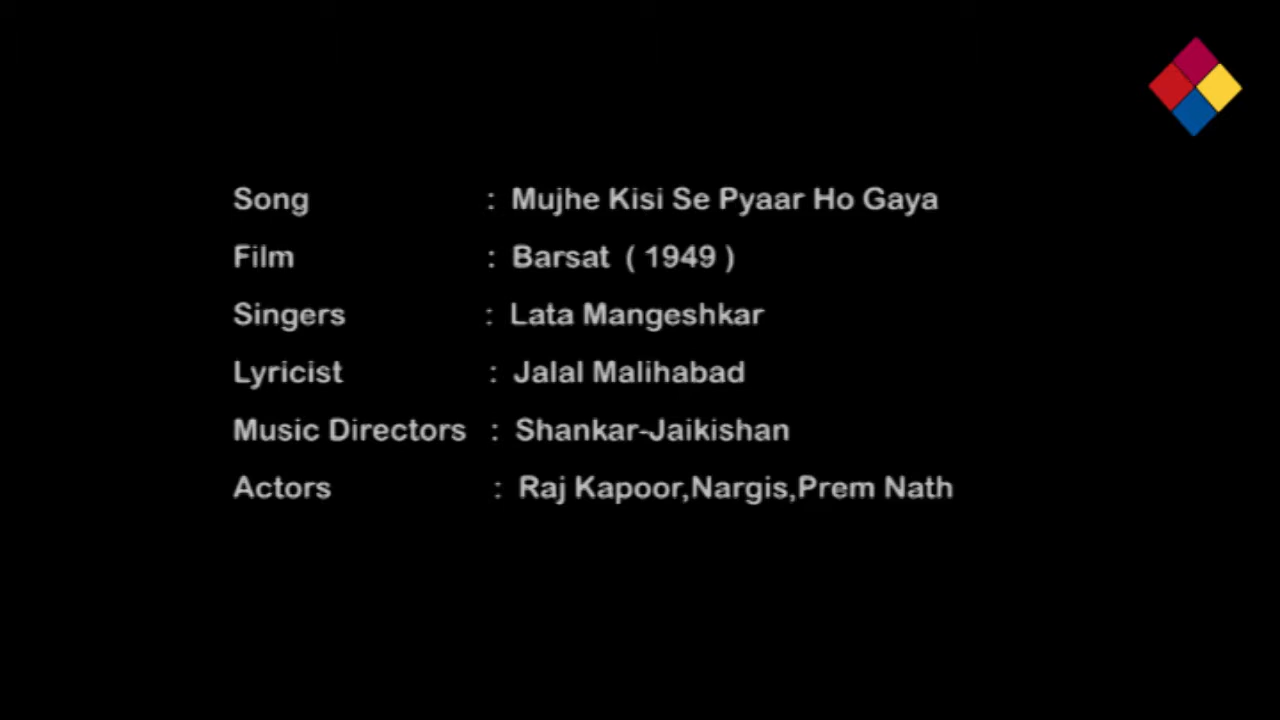 Song : Mujhe Kisi Se Pyaar Ho Gaya
Film : Barsat ( 1949 )
Singers : Lata Mangeshkar
Lyricist : Jalal Malihabad
Music Directors : Shankar-Jaikishan
Actors : Raj Kapoor,Nargis,Prem Nath